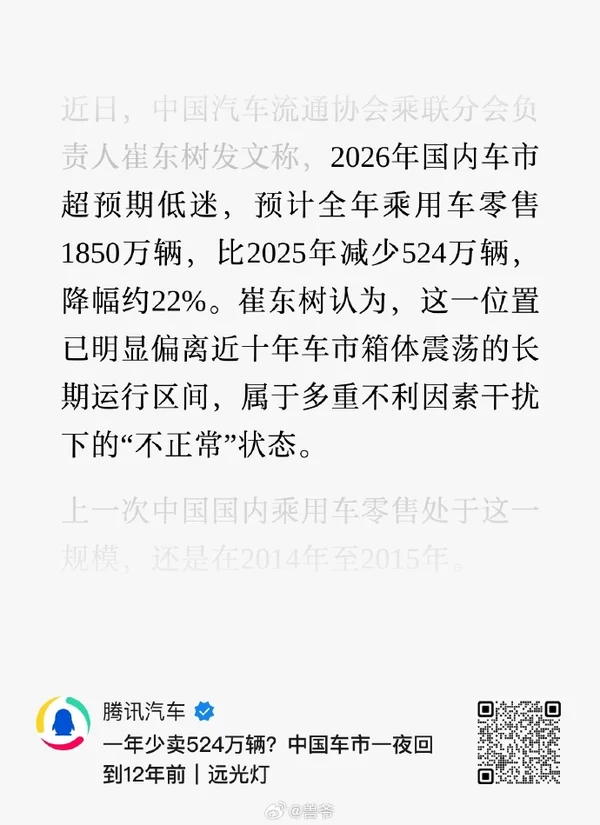 近日，中国汽车流通协会乘联分会负
责人崔东树发文称，2026年国内车市
超预期低迷，预计全年乘用车零售
1850万辆，比2025年减少524万辆，
降幅约22%。崔东树认为，这一位置
已明显偏离近十年车市箱体震荡的长
期运行区间，属于多重不利因素干扰
下的“不正常”状态。
上一次中国国内乘用车零售处于这一
规模，还是在2014年至2015年。
腾讯汽车
一年少卖524万辆？中国车市一夜回
到12年前｜远光灯
@兽爷